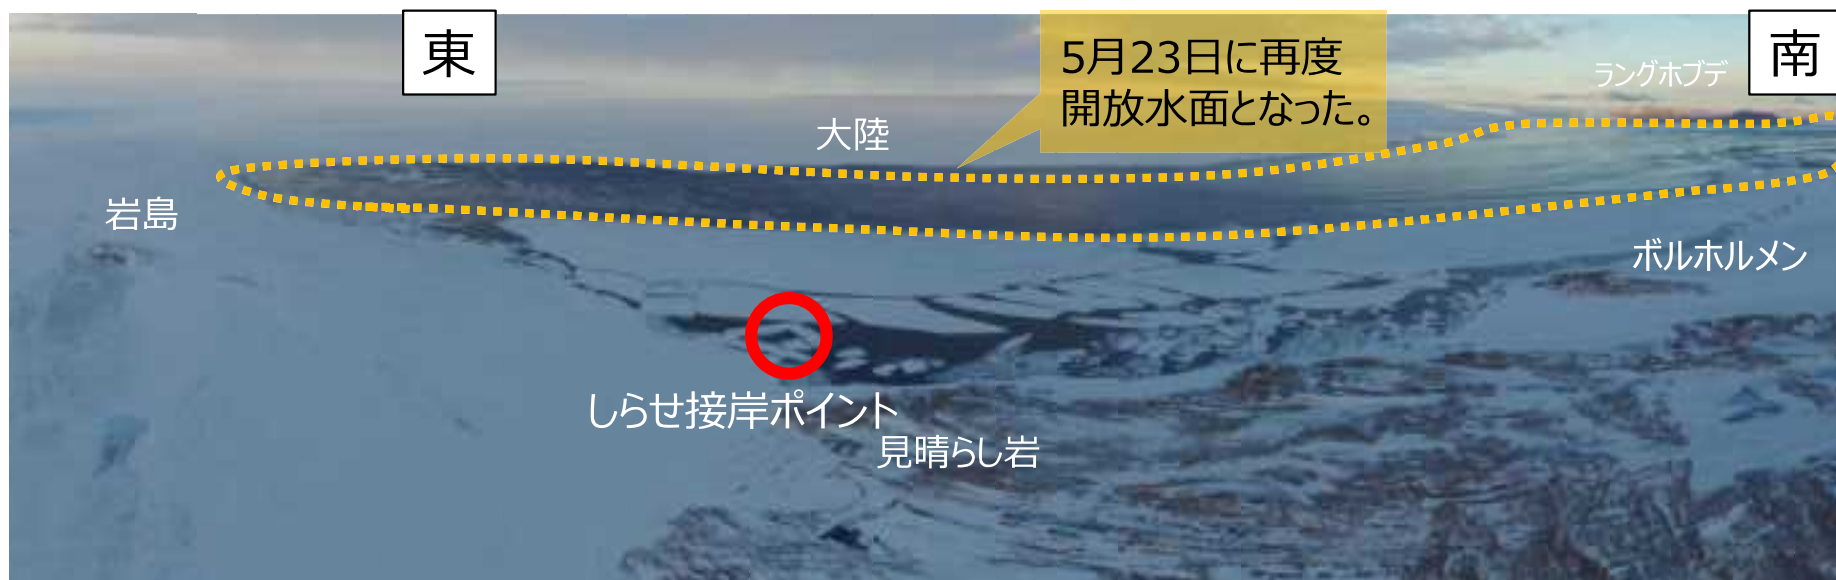 東
5月23日に再度
開放水面となった。
南
ラングホブデ
大陸
岩島
ボルホルメン
しらせ接岸ポイント
見晴らし岩